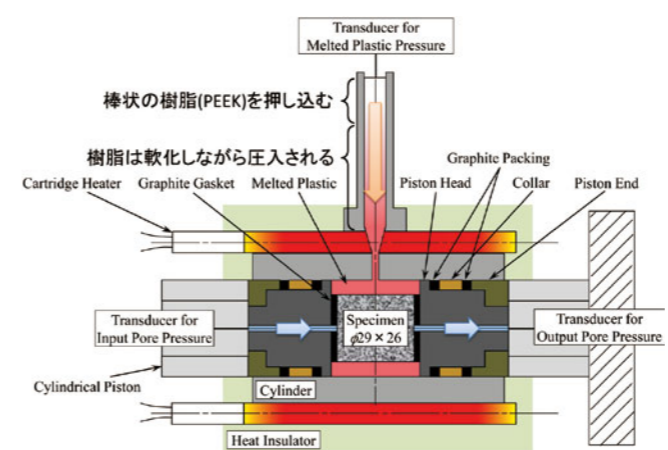 Transducer for
Melted Plastic Pressure
棒状の樹脂(PEEK)を押し込む
樹脂は軟化しながら圧入される
Graphite Packing
Cartridge Heater
Graphite Gasket
Melted Plastic
Piston Head
Collar
Piston End
Transducer for
Input Pore Pressure
Specimen
ϕ29×26
Transducer for
Output Pore Pressure
Cylindrical Piston
Cylinder
Heat Insulator